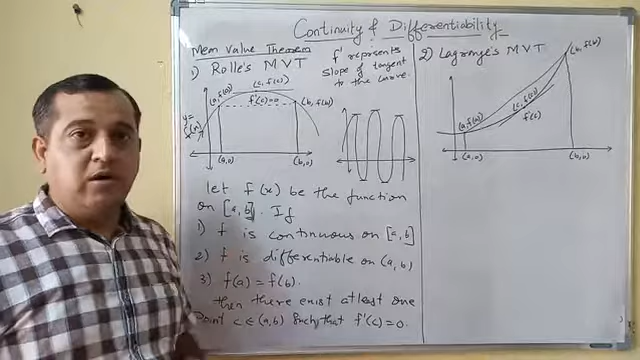 Continuity & Differentiability
Mean Value Theorem
1) Rolle's MVT
f' represents
slope of tangent
to the curve.
(a, f(a))
(c, f(c))
f'(c)=0
(b, f(b))
y=
f(x)
(a,0)
(b,0)
let f(x) be the function
on [a, b]. If
1) f is continuous on [a, b]
2) f is differentiable on (a, b)
3) f(a) = f(b).
then there exist atleast one
Point c ∈ (a,b) Such that f'(c) = 0.
2) Lagrange's MVT
(b, f(b))
(c, f(c))
(a, f(a))
f'(c)
(a,0)
(b,0)